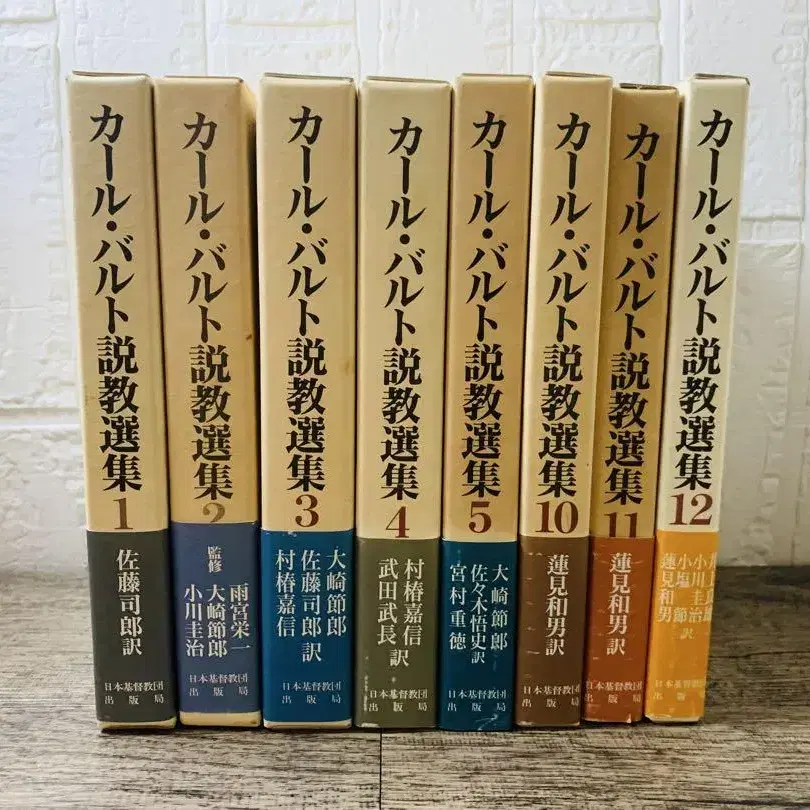 カール・バルト説教選集
1
佐藤司郎訳
日本基督教団
出版局
カール・バルト説教選集
2
監修
雨宮栄一
大崎節郎
小川圭治
日本基督教団
出版局
カール・バルト説教選集
3
大崎節郎
佐藤司郎訳
村椿嘉信
日本基督教団
出版局
カール・バルト説教選集
4
村椿嘉信
武田武長訳
日本基督教団
出版局
カール・バルト説教選集
5
大崎節郎
佐々木悟史訳
宮村重徳
日本基督教団
出版局
カール・バルト説教選集
10
蓮見和男訳
日本基督教団
出版局
カール・バルト説教選集
11
蓮見和男訳
日本基督教団
出版局
カール・バルト説教選集
12
小川圭治
小塩節
蓮見和男
訳
日本基督教団
出版局